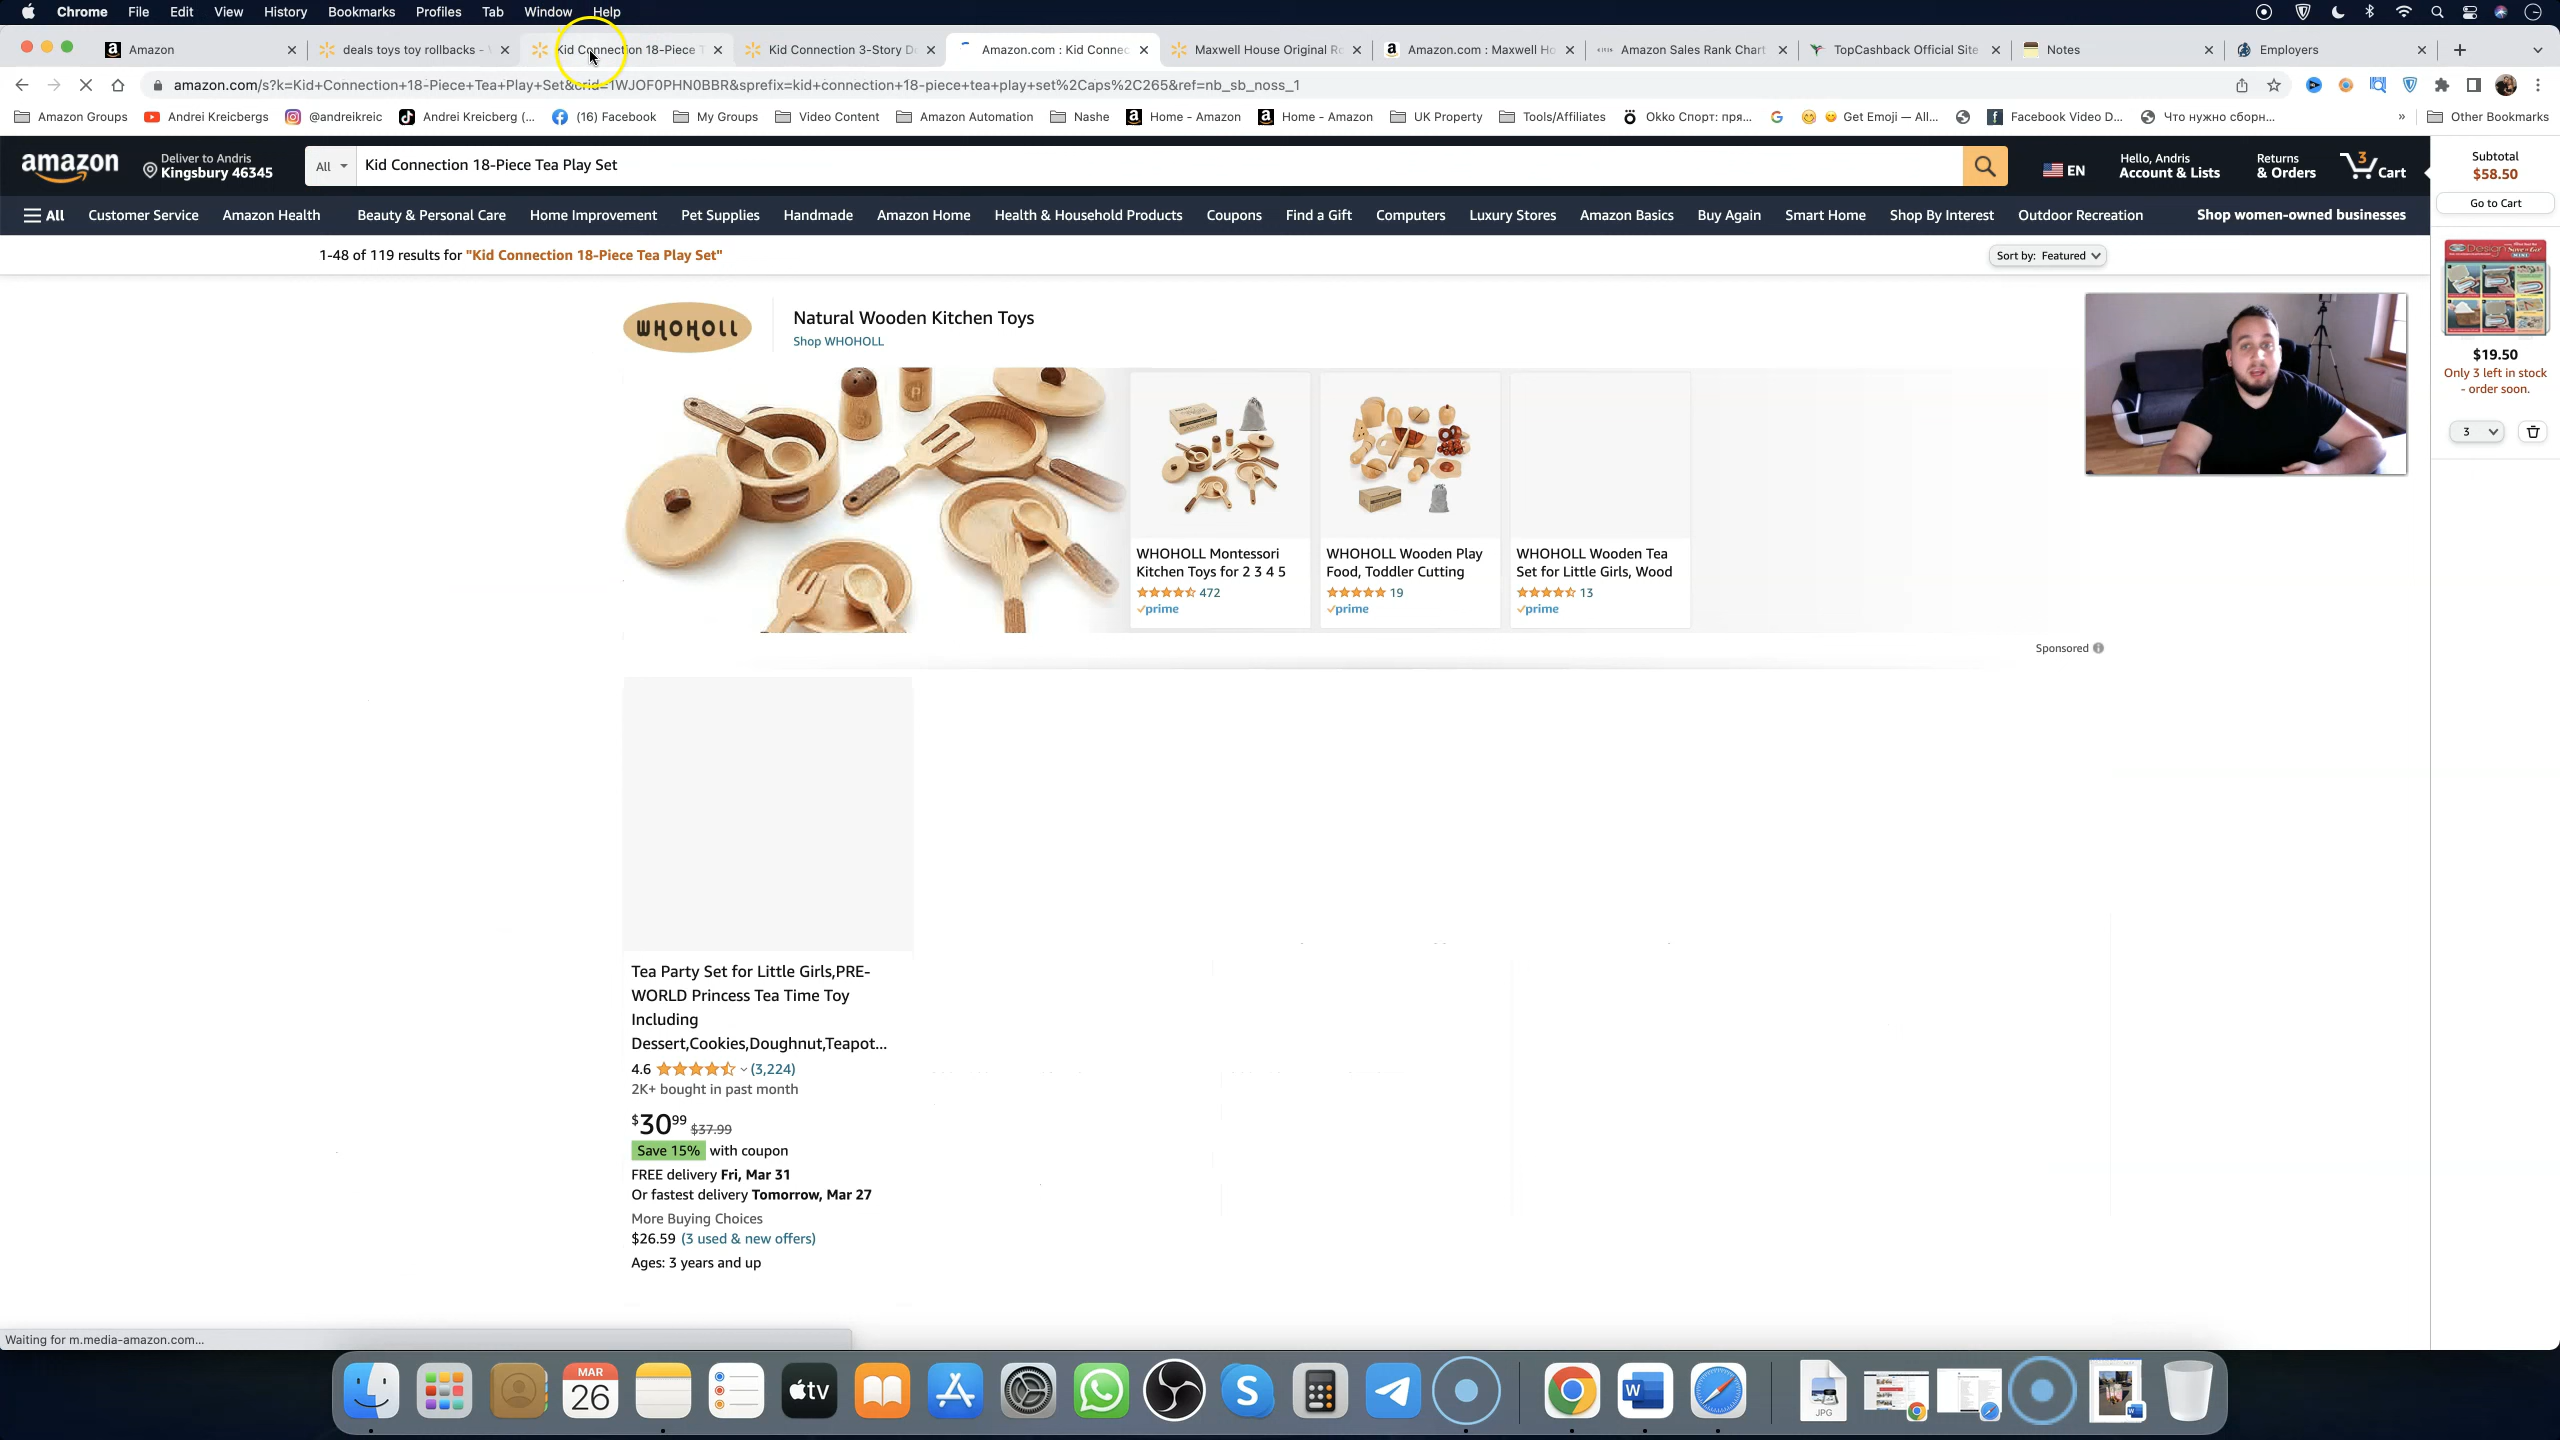 Chrome File Edit View History Bookmarks Profiles Tab Window Help
Amazon
deals toys toy rollbacks -
Kid Connection 18-Piece T
Kid Connection 3-Story D
Amazon.com : Kid Connec
Maxwell House Original Ro
Amazon.com : Maxwell Ho
Amazon Sales Rank Chart
TopCashback Official Site
Notes
Employers
amazon.com/s?k=Kid+Connection+18-Piece+Tea+Play+Set&crid=1WJOF0PHN0BBR&sprefix=kid+connection+18-piece+tea+play+set%2Caps%2C265&ref=nb_sb_noss_1
Amazon Groups Andrei Kreicbergs @andreikreic Andrei Kreicberg (... (16) Facebook My Groups Video Content Amazon Automation Nashe Home - Amazon Home - Amazon UK Property Tools/Affiliates Okko Спорт: пря... Get Emoji — All... Facebook Video D... Что нужно сборн... » Other Bookmarks
amazon
Deliver to Andris
Kingsbury 46345
All
Kid Connection 18-Piece Tea Play Set
EN
Hello, Andris
Account & Lists
Returns
& Orders
3
Cart
Subtotal
$58.50
Go to Cart
All Customer Service Amazon Health Beauty & Personal Care Home Improvement Pet Supplies Handmade Amazon Home Health & Household Products Coupons Find a Gift Computers Luxury Stores Amazon Basics Buy Again Smart Home Shop By Interest Outdoor Recreation Shop women-owned businesses
1-48 of 119 results for "Kid Connection 18-Piece Tea Play Set"
Sort by: Featured
WHOHOLL
Natural Wooden Kitchen Toys
Shop WHOHOLL
$19.50
Only 3 left in stock
- order soon.
3
WHOHOLL Montessori
Kitchen Toys for 2 3 4 5
472
prime
WHOHOLL Wooden Play
Food, Toddler Cutting
19
prime
WHOHOLL Wooden Tea
Set for Little Girls, Wood
13
prime
Sponsored
Tea Party Set for Little Girls,PRE-
WORLD Princess Tea Time Toy
Including
Dessert,Cookies,Doughnut,Teapot...
4.6 (3,224)
2K+ bought in past month
$30.99 $37.99
Save 15% with coupon
FREE delivery Fri, Mar 31
Or fastest delivery Tomorrow, Mar 27
More Buying Choices
$26.59 (3 used & new offers)
Ages: 3 years and up
Waiting for m.media-amazon.com...
MAR
26
tv
S
W
JPG